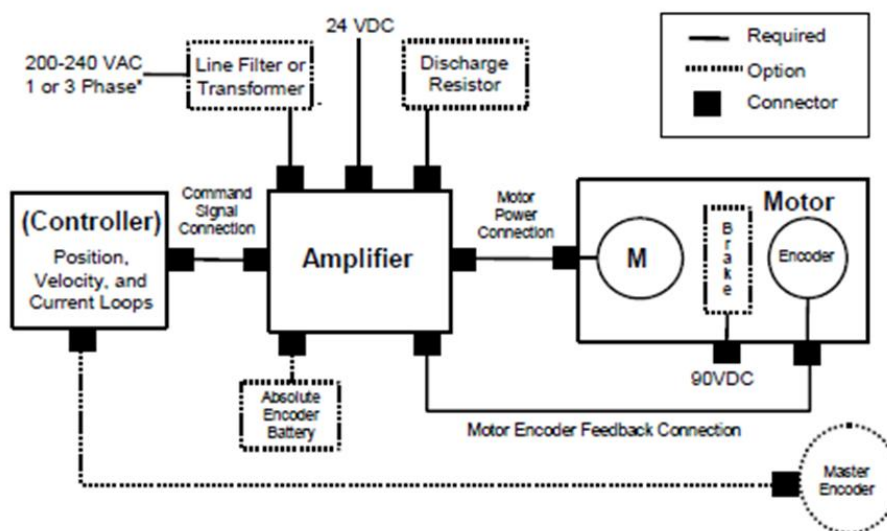 24 VDC
200-240 VAC
1 or 3 Phase*
Line Filter or
Transformer
Discharge
Resistor
Required
Option
Connector
(Controller)
Position,
Velocity, and
Current Loops
Command
Signal
Connection
Amplifier
Motor
Power
Connection
Motor
M
Brake
Encoder
90VDC
Absolute
Encoder
Battery
Motor Encoder Feedback Connection
Master
Encoder